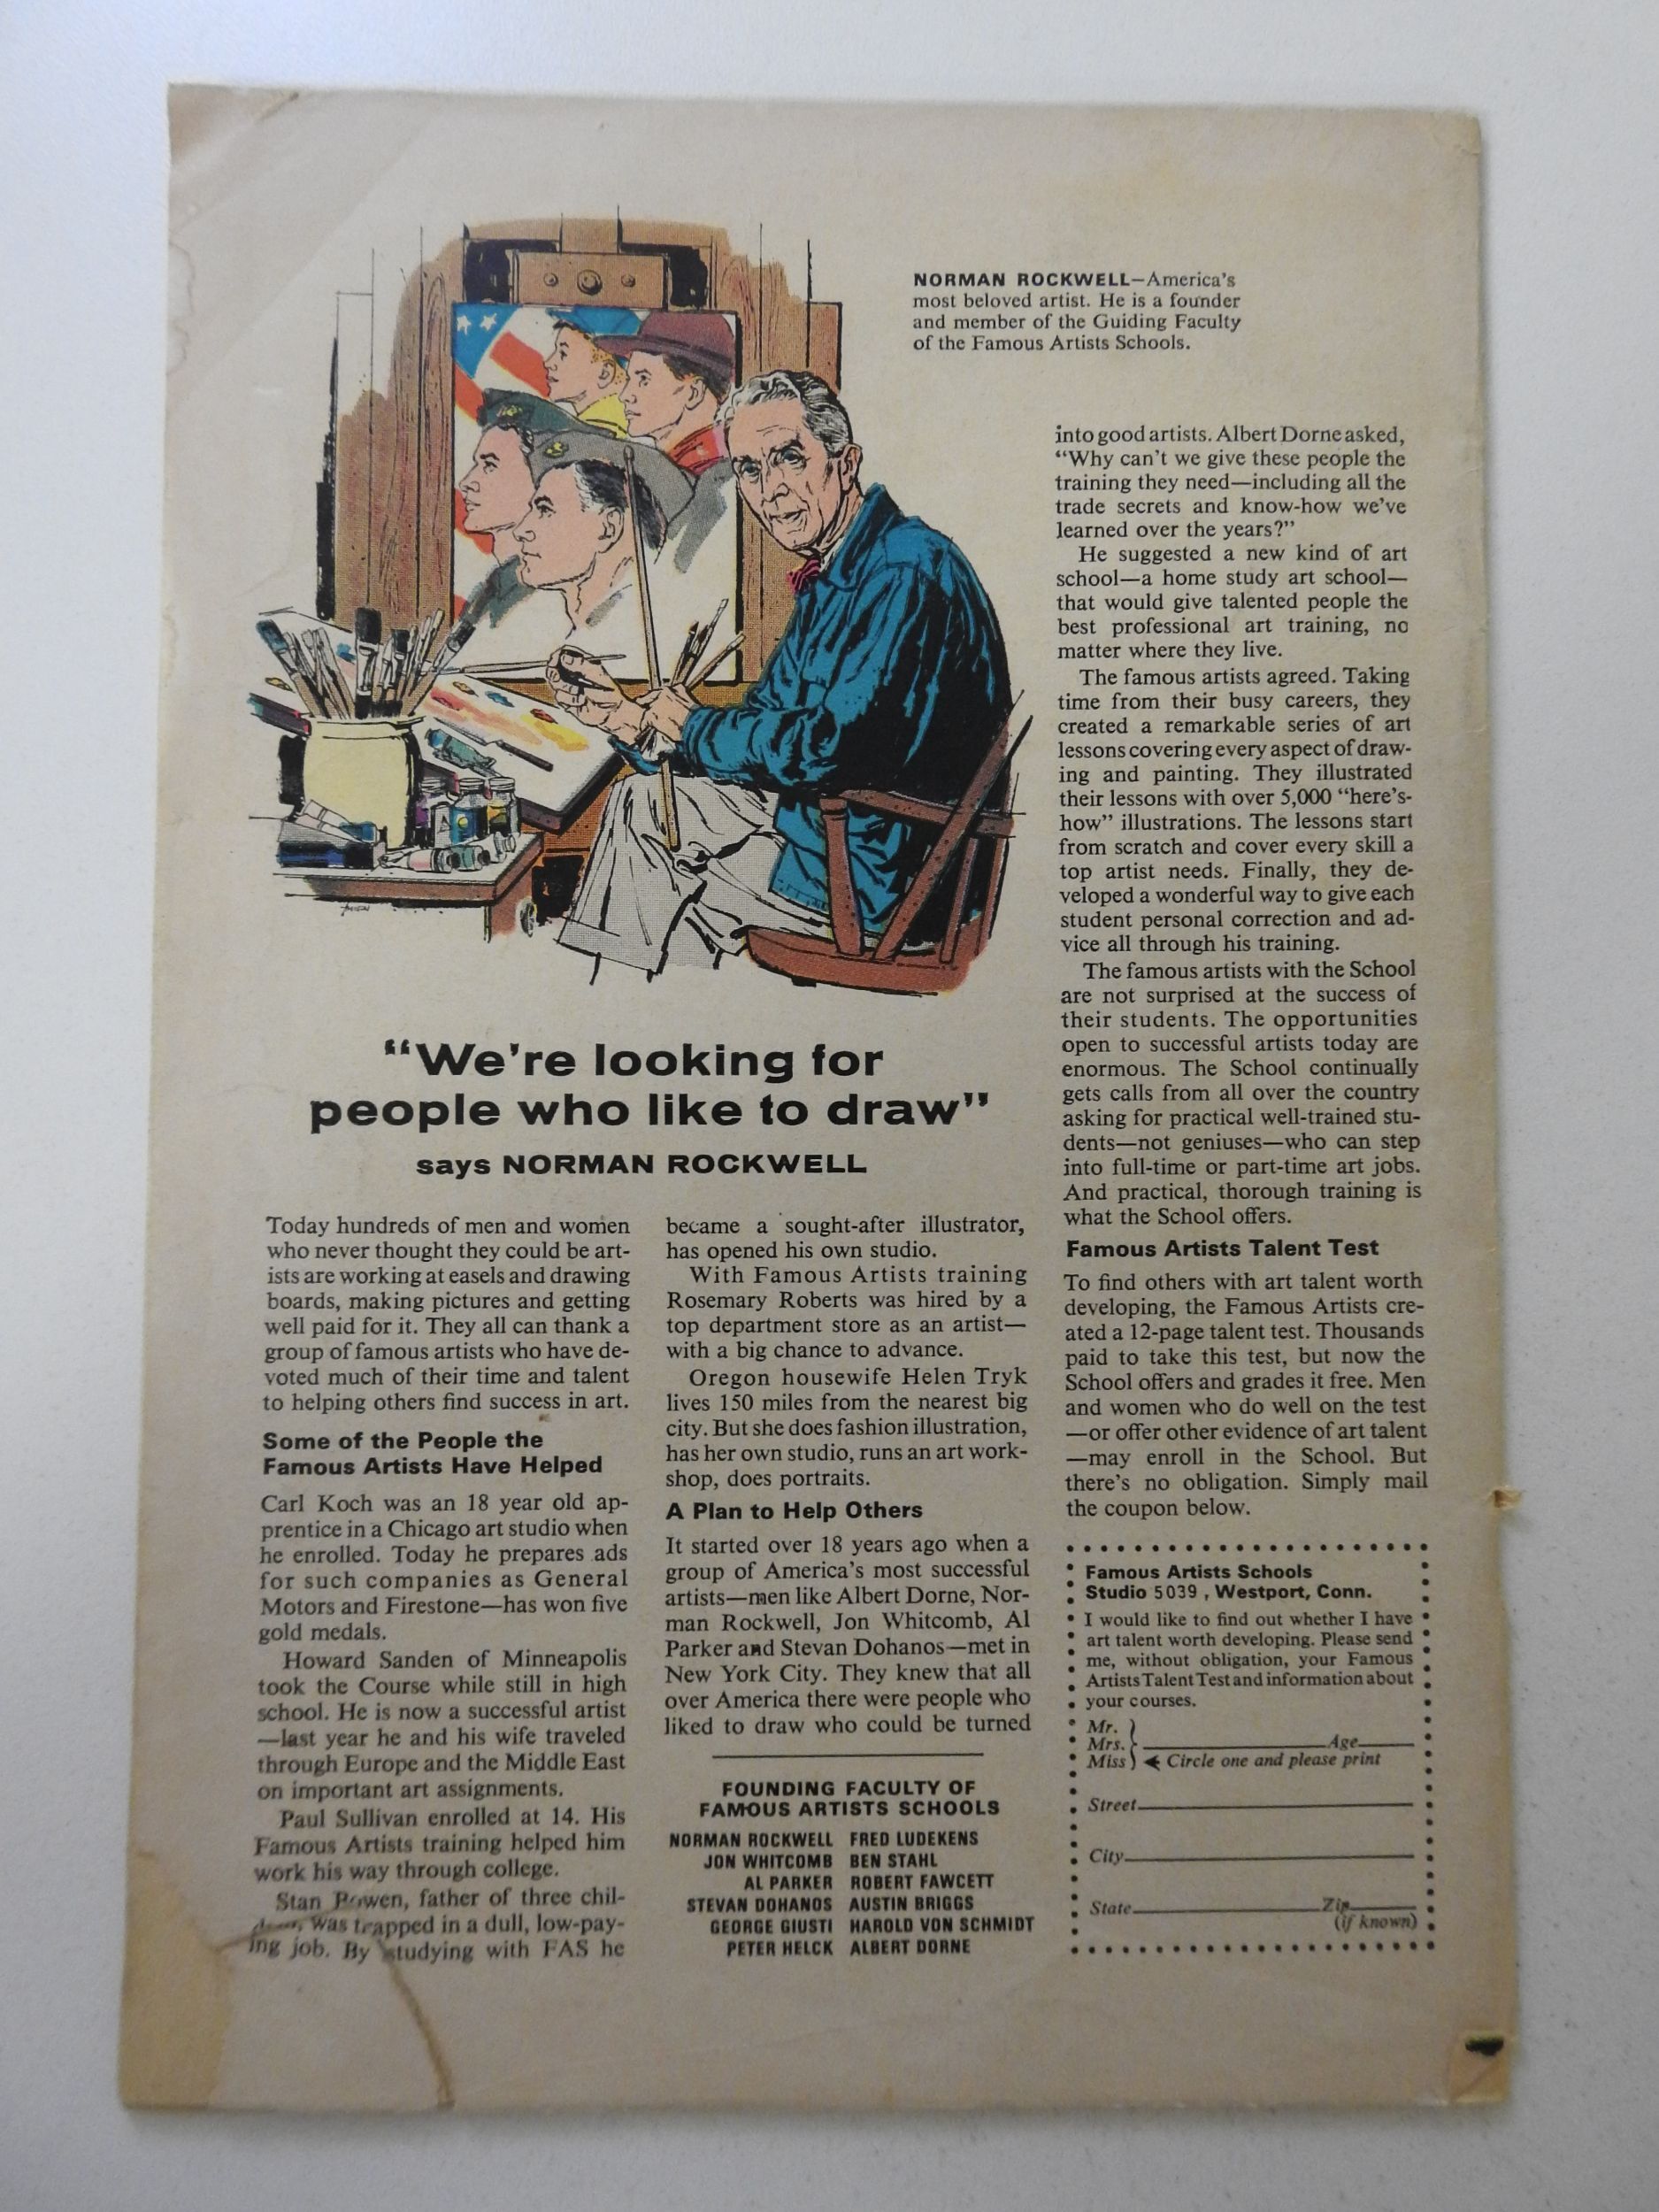 NORMAN ROCKWELL—America's
most beloved artist. He is a founder
and member of the Guiding Faculty
of the Famous Artists Schools.
"We're looking for
people who like to draw"
says NORMAN ROCKWELL
Today hundreds of men and women
who never thought they could be art-
ists are working at easels and drawing
boards, making pictures and getting
well paid for it. They all can thank a
group of famous artists who have de-
voted much of their time and talent
to helping others find success in art.
Some of the People the
Famous Artists Have Helped
Carl Koch was an 18 year old ap-
prentice in a Chicago art studio when
he enrolled. Today he prepares ads
for such companies as General
Motors and Firestone—has won five
gold medals.
Howard Sanden of Minneapolis
took the Course while still in high
school. He is now a successful artist
—last year he and his wife traveled
through Europe and the Middle East
on important art assignments.
Paul Sullivan enrolled at 14. His
Famous Artists training helped him
work his way through college.
Stan Bowen, father of three chil-
was trapped in a dull, low-pay-
ing job. By studying with FAS he
became a sought-after illustrator,
has opened his own studio.
With Famous Artists training
Rosemary Roberts was hired by a
top department store as an artist—
with a big chance to advance.
Oregon housewife Helen Tryk
lives 150 miles from the nearest big
city. But she does fashion illustration,
has her own studio, runs an art work-
shop, does portraits.
A Plan to Help Others
It started over 18 years ago when a
group of America's most successful
artists—men like Albert Dorne, Nor-
man Rockwell, Jon Whitcomb, Al
Parker and Stevan Dohanos—met in
New York City. They knew that all
over America there were people who
liked to draw who could be turned
into good artists. Albert Dorne asked,
"Why can't we give these people the
training they need—including all the
trade secrets and know-how we've
learned over the years?"
He suggested a new kind of art
school—a home study art school—
that would give talented people the
best professional art training, no
matter where they live.
The famous artists agreed. Taking
time from their busy careers, they
created a remarkable series of art
lessons covering every aspect of draw-
ing and painting. They illustrated
their lessons with over 5,000 "here's-
how" illustrations. The lessons start
from scratch and cover every skill a
top artist needs. Finally, they de-
veloped a wonderful way to give each
student personal correction and ad-
vice all through his training.
The famous artists with the School
are not surprised at the success of
their students. The opportunities
open to successful artists today are
enormous. The School continually
gets calls from all over the country
asking for practical well-trained stu-
dents—not geniuses—who can step
into full-time or part-time art jobs.
And practical, thorough training is
what the School offers.
Famous Artists Talent Test
To find others with art talent worth
developing, the Famous Artists cre-
ated a 12-page talent test. Thousands
paid to take this test, but now the
School offers and grades it free. Men
and women who do well on the test
—or offer other evidence of art talent
—may enroll in the School. But
there's no obligation. Simply mail
the coupon below.
FOUNDING FACULTY OF
FAMOUS ARTISTS SCHOOLS
NORMAN ROCKWELL FRED LUDEKENS
JON WHITCOMB BEN STAHL
AL PARKER ROBERT FAWCETT
STEVAN DOHANOS AUSTIN BRIGGS
GEORGE GIUSTI HAROLD VON SCHMIDT
PETER HELCK ALBERT DORNE
Famous Artists Schools
Studio 5039 , Westport, Conn.
I would like to find out whether I have
art talent worth developing. Please send
me, without obligation, your Famous
Artists Talent Test and information about
your courses.
Mr.
Mrs. Age
Miss Circle one and please print
Street
City
State Zip
(if known)